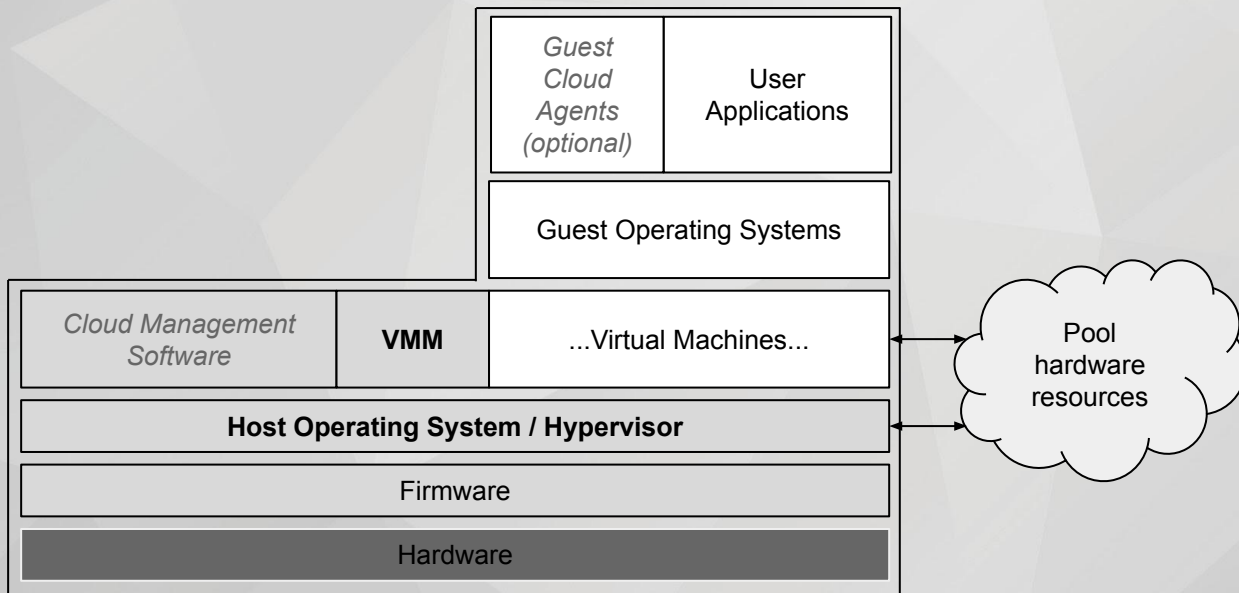 Guest
Cloud
Agents
(optional)
User
Applications
Guest Operating Systems
Cloud Management
Software
VMM
...Virtual Machines...
Pool
hardware
resources
Host Operating System / Hypervisor
Firmware
Hardware